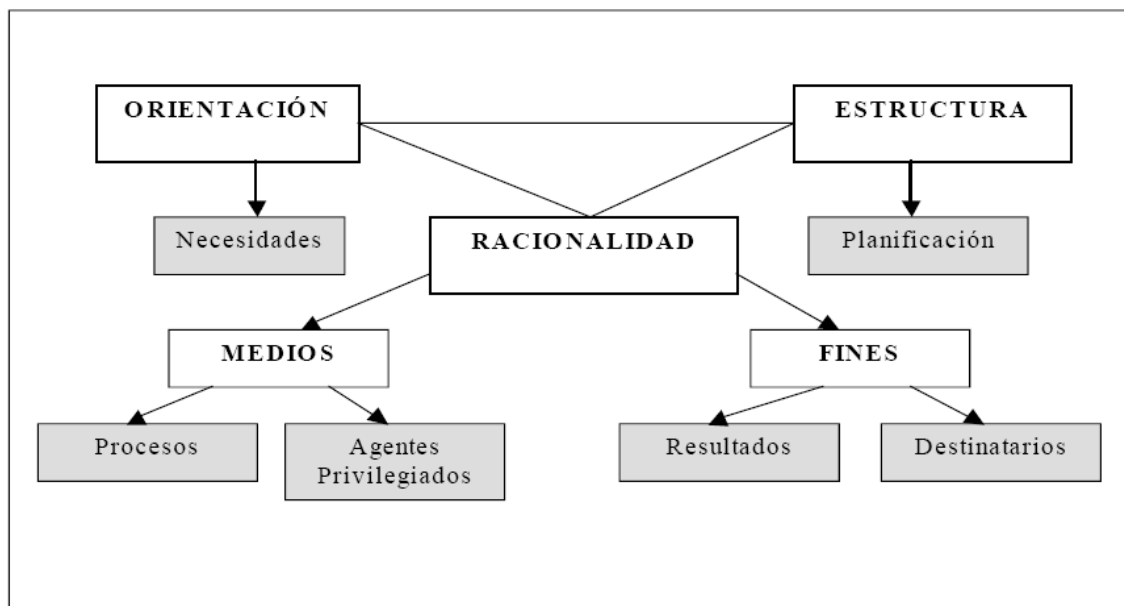 ORIENTACIÓN
ESTRUCTURA
Necesidades
RACIONALIDAD
Planificación
MEDIOS
FINES
Procesos
Agentes
Privilegiados
Resultados
Destinatarios